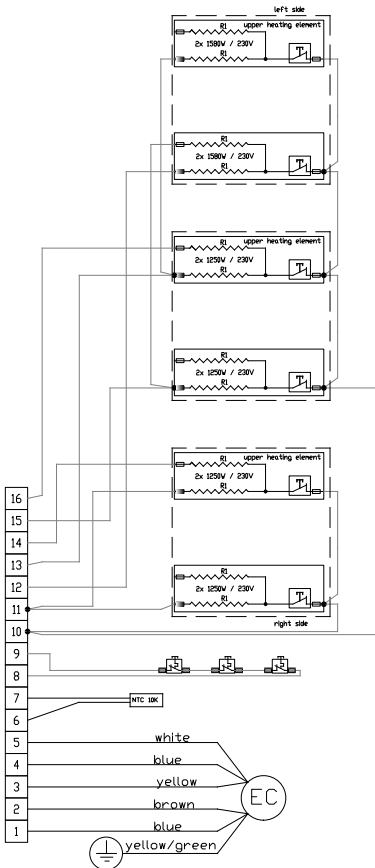 left side
R1
upper heating element
2x 1580W / 230V
R1
R1
2x 1580W / 230V
R1
R1
upper heating element
2x 1250W / 230V
R1
R1
2x 1250W / 230V
R1
R1
upper heating element
2x 1250W / 230V
R1
R1
2x 1250W / 230V
R1
right side
16
15
14
13
12
11
10
9
8
7
NTC 10K
6
5 white
4 blue
3 yellow
EC
2 brown
1 blue
yellow/green